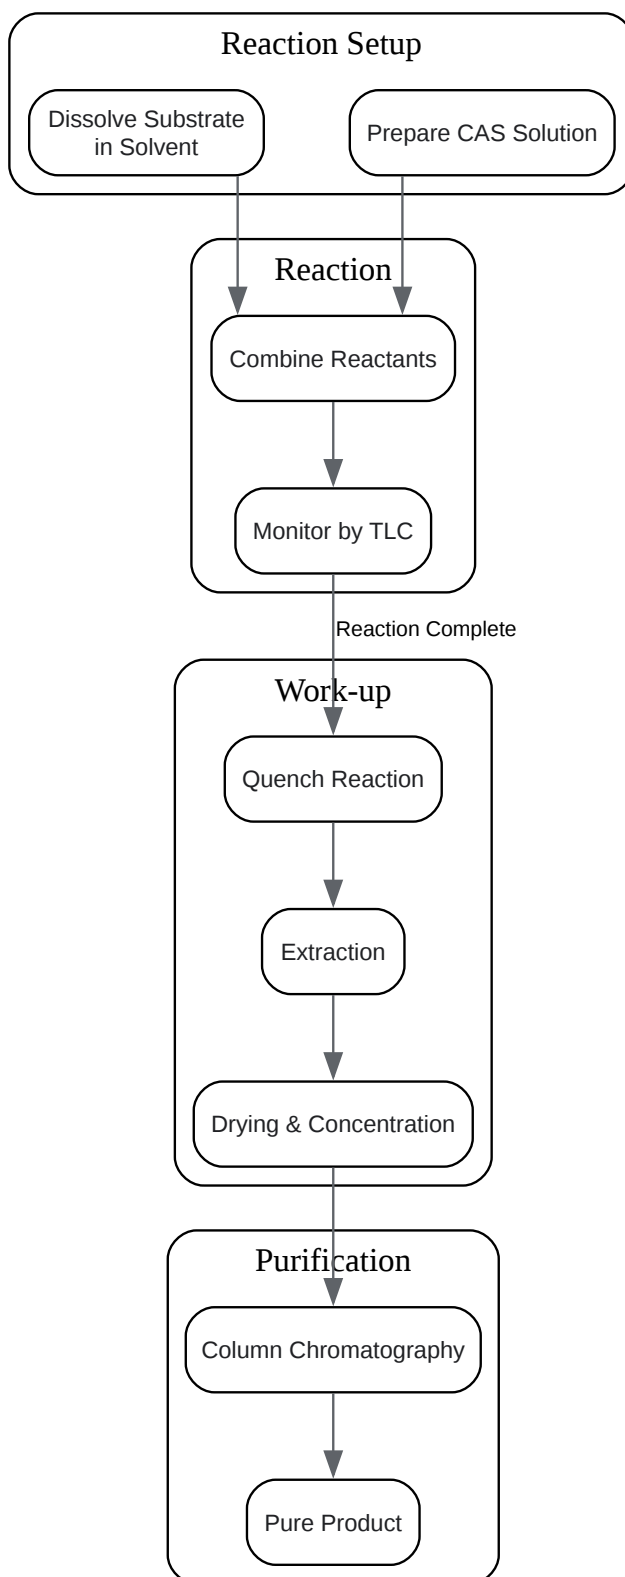 Reaction Setup
Dissolve Substrate
in Solvent
Prepare CAS Solution
Reaction
Combine Reactants
Monitor by TLC
Reaction Complete
Work-up
Quench Reaction
Extraction
Drying & Concentration
Purification
Column Chromatography
Pure Product